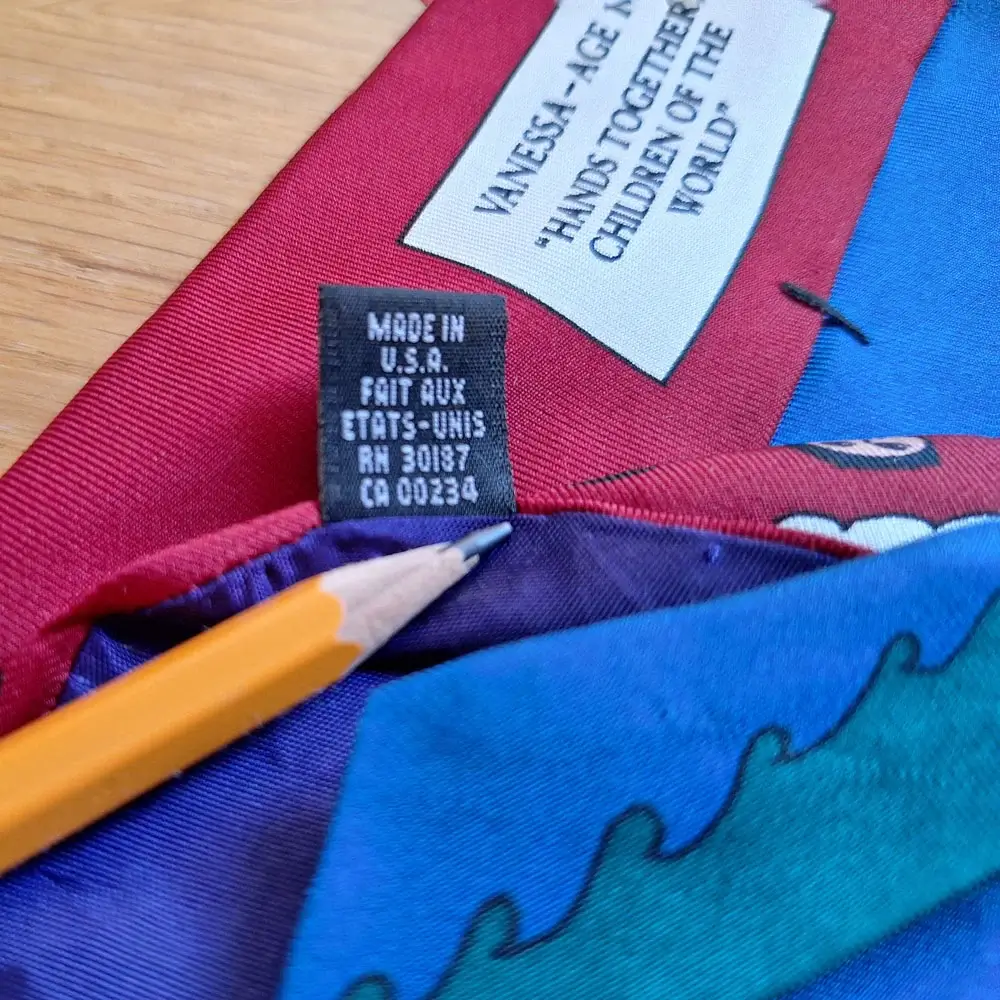 VANESSA - AGE
"HANDS TOGETHER
CHILDREN OF THE
WORLD"
MADE IN
U.S.A.
FAIT AUX
ETATS-UNIS
RN 30187
CA 00234